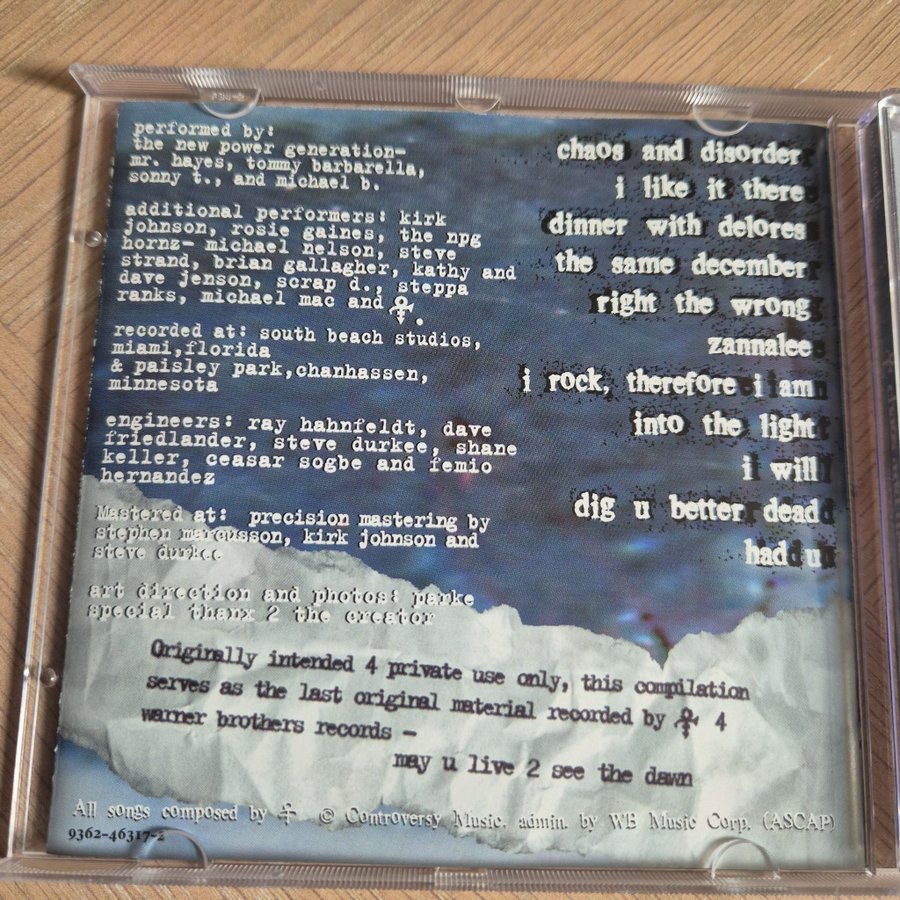 performed by:
the new power generation-
mr. hayes, tommy barbarella,
sonny t., and michael b.
additional performers: kirk
johnson, rosie gaines, the npg
hornz- michael nelson, steve
strand, brian gallagher, kathy and
dave jenson, scrap d., steppa
ranks, michael mac and
recorded at: south beach studios,
miami,florida
& paisley park,chanhassen,
minnesota
engineers: ray hahnfeldt, dave
friedlander, steve durkee, shane
keller, ceasar sogbe and femio
hernandez
Mastered at: precision mastering by
stephen marcusson, kirk johnson and
steve durkee
art direction and photos: parke
special thanx 2 the creator
chaos and disorder
i like it there
dinner with delores
the same december
right the wrong
zannalee
i rock, therefore i am
into the light
i will
dig u better dead
had u
Originally intended 4 private use only, this compilation
serves as the last original material recorded by 4
warner brothers records -
may u live 2 see the dawn
All songs composed by © Controversy Music, admin. by WB Music Corp. (ASCAP)
9362-46317-2